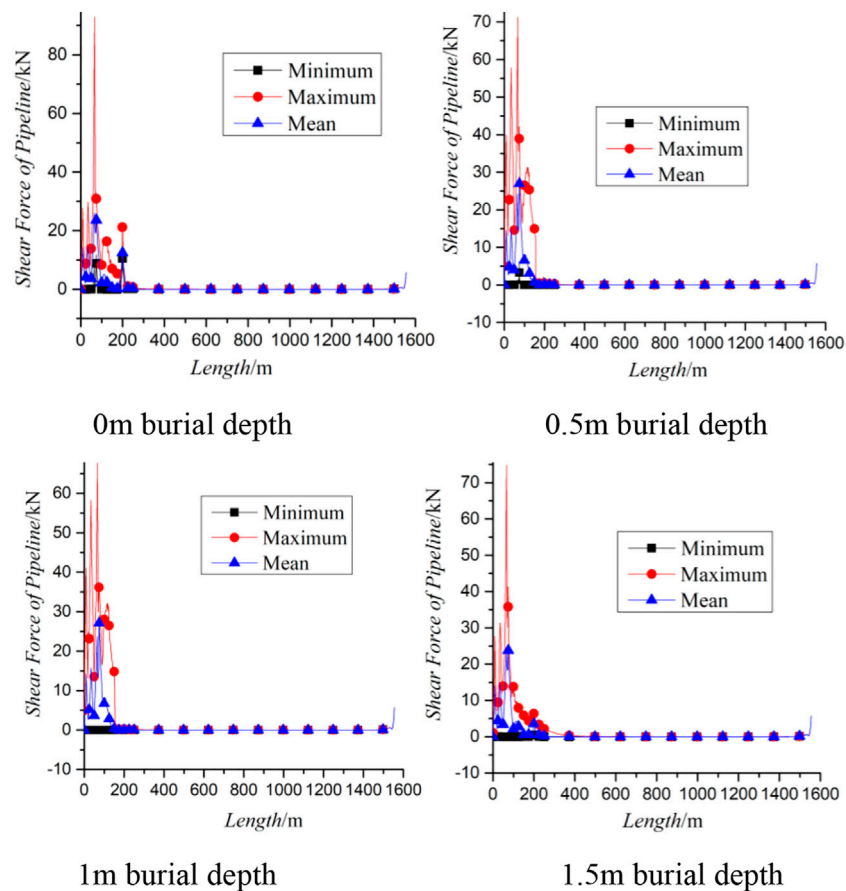 Shear Force of Pipeline/kN
80
60
40
20
0
Minimum
Maximum
Mean
0 200 400 600 800 1000 1200 1400 1600
Length/m
0m burial depth
Shear Force of Pipeline/kN
70
60
50
40
30
20
10
0
-10
Minimum
Maximum
Mean
0 200 400 600 800 1000 1200 1400 1600
Length/m
0.5m burial depth
Shear Force of Pipeline/kN
60
50
40
30
20
10
0
-10
Minimum
Maximum
Mean
0 200 400 600 800 1000 1200 1400 1600
Length/m
1m burial depth
Shear Force of Pipeline/kN
70
60
50
40
30
20
10
0
-10
Minimum
Maximum
Mean
0 200 400 600 800 1000 1200 1400 1600
Length/m
1.5m burial depth